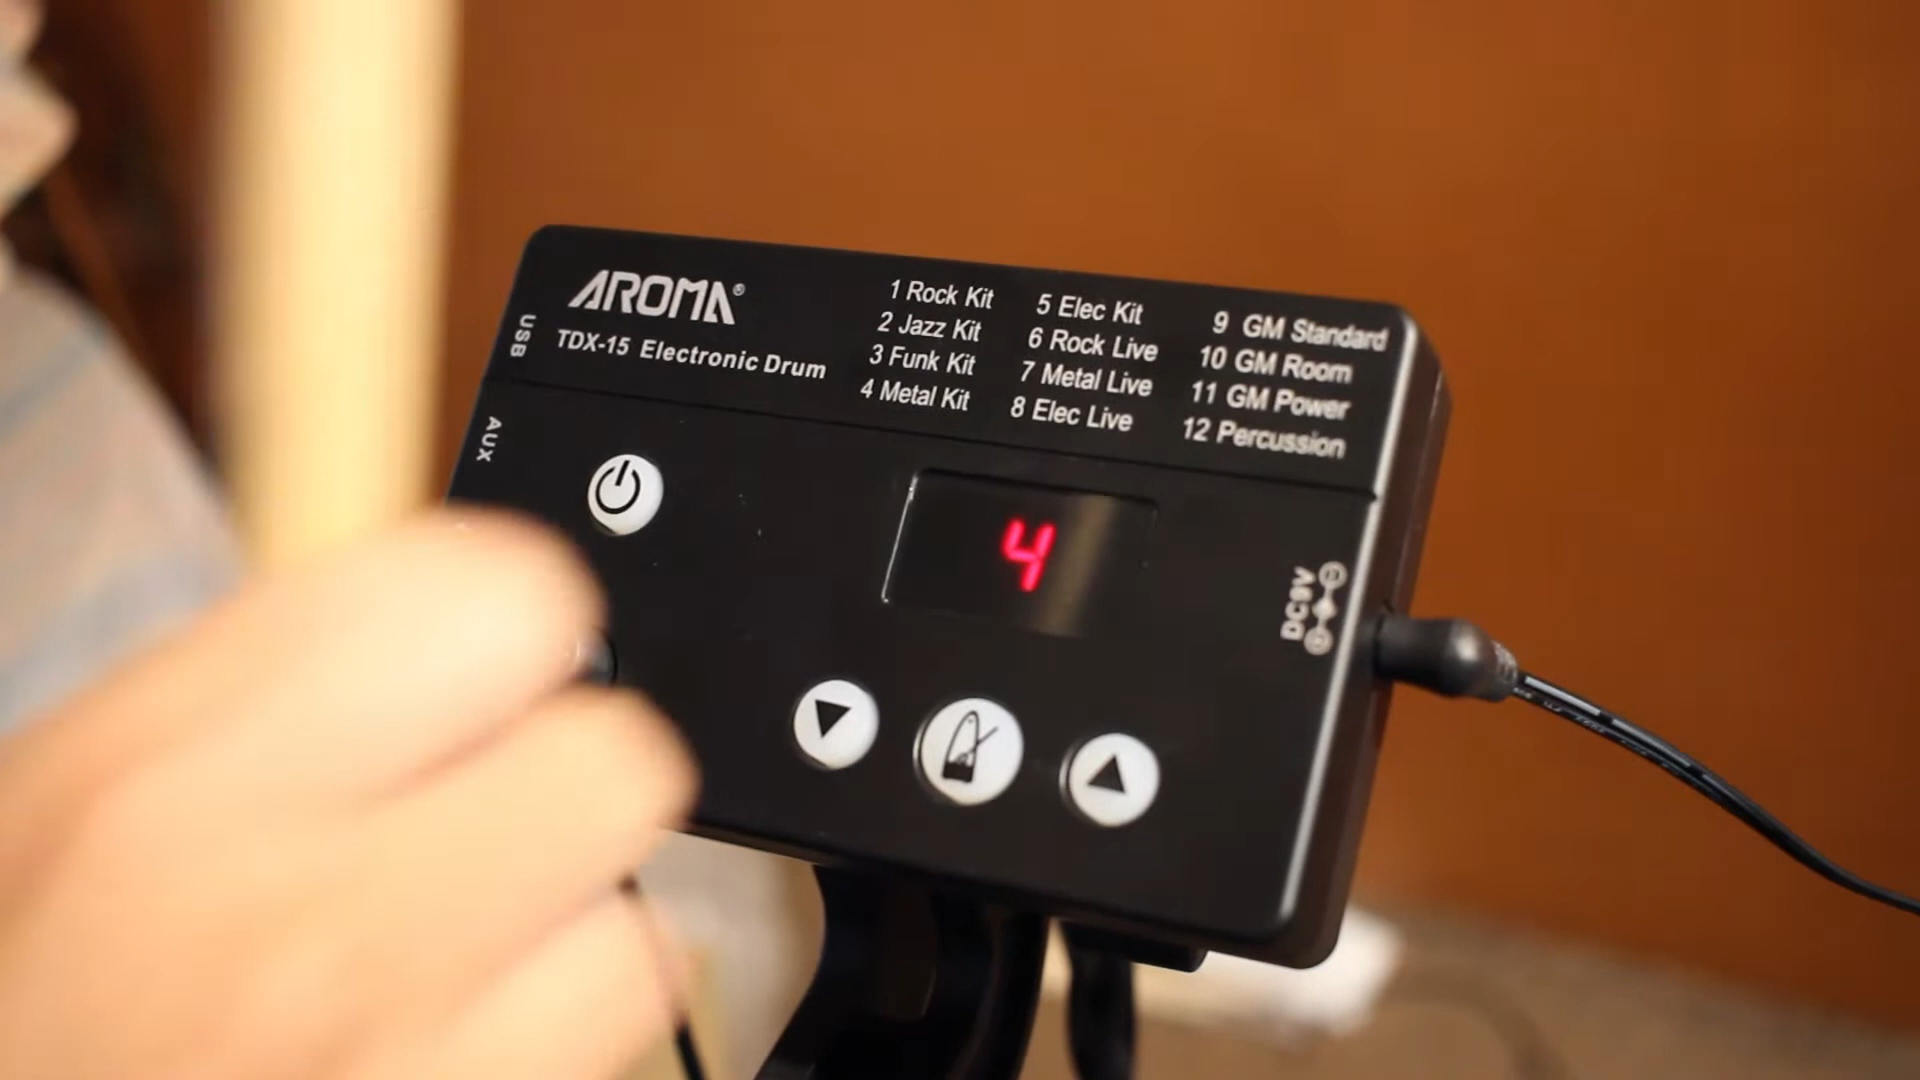 AROMA®
TDX-15 Electronic Drum
1 Rock Kit
2 Jazz Kit
3 Funk Kit
4 Metal Kit
5 Elec Kit
6 Rock Live
7 Metal Live
8 Elec Live
9 GM Standard
10 GM Room
11 GM Power
12 Percussion
USB
AUX
4
DC9V